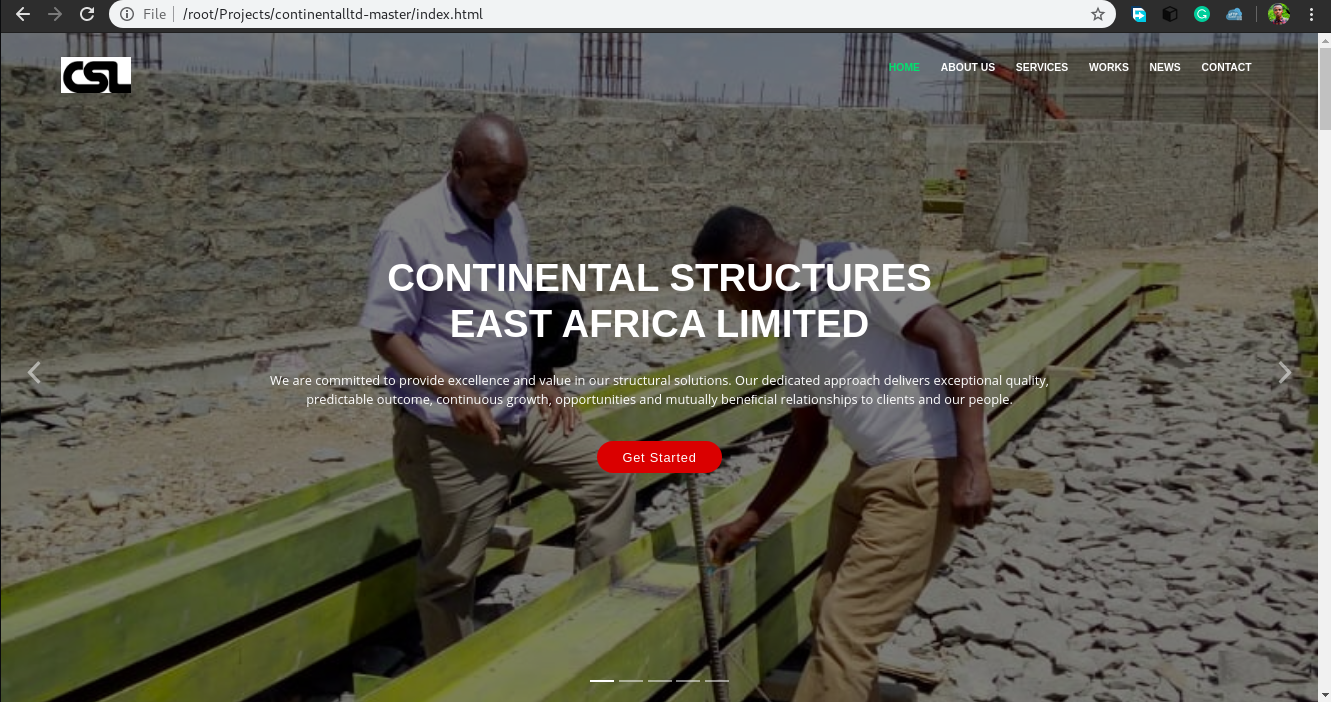 File
/root/Projects/continentalltd-master/index.html
CSL
HOME ABOUT US SERVICES WORKS NEWS CONTACT
CONTINENTAL STRUCTURES
EAST AFRICA LIMITED
We are committed to provide excellence and value in our structural solutions. Our dedicated approach delivers exceptional quality,
predictable outcome, continuous growth, opportunities and mutually beneficial relationships to clients and our people.
Get Started